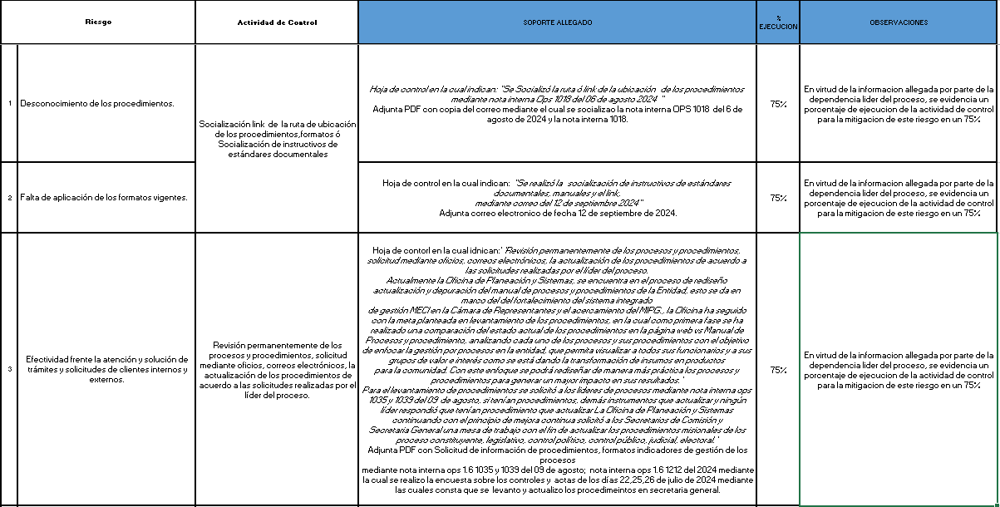 Riesgo
Actividad de Control
SOPORTE ALLEGADO
%
EJECUCION
OBSERVACIONES
1
Desconocimiento de los procedimientos.
Socialización link de la ruta de ubicación
de los procedimientos,formatos ó
Socialización de instructivos de
estándares documentales
Hoja de control en la cual indican: "Se Socializó la ruta ó link de la ubicación de los procedimientos
mediante nota interna Ops 1018 del 06 de agosto 2024 "
Adjunta PDF con copia del correo mediante el cual se socializao la nota interna OPS 1018 del 6 de
agosto de 2024 y la nota interna 1018.
75%
En virtud de la informacion allegada por parte de la
dependencia lider del proceso, se evidencia un
porcentaje de ejecucion de la actividad de control
para la mitigacion de este riesgo en un 75%
2
Falta de aplicación de los formatos vigentes.
Hoja de control en la cual indican: "Se realizó la socialización de instructivos de estándares
documentales, manuales y el link,
mediante correo del 12 de septiembre 2024"
Adjunta correo electronico de fecha 12 de septiembre de 2024.
75%
En virtud de la informacion allegada por parte de la
dependencia lider del proceso, se evidencia un
porcentaje de ejecucion de la actividad de control
para la mitigacion de este riesgo en un 75%
3
Efectividad frente la atención y solución de
trámites y solicitudes de clientes internos y
externos.
Revisión permanentemente de los
procesos y procedimientos, solicitud
mediante oficios, correos electrónicos, la
actualización de los procedimientos de
acuerdo a las solicitudes realizadas por el
líder del proceso.
Hoja de contorl en la cual idnican:' 'Revisión permanentemente de los procesos y procedimientos,
solicitud mediante oficios, correos electrónicos, la actualización de los procedimientos de acuerdo a
las solicitudes realizadas por el líder del proceso.
Actualmente la Oficina de Planeación y Sistemas, se encuentra en el proceso de rediseño
actualización y depuración del manual de procesos y procedimientos de la Entidad, esto se da en
marco del del fortalecimiento del sistema integrado
de gestión MECI en la Cámara de Representantes y el acercamiento del MIPG., la Oficina ha seguido
con la meta planteada en levantamiento de los procedimientos, en la cual como primera fase se ha
realizado una comparación del estado actual de los procedimientos en la página web vs Manual de
Procesos y procedimiento, analizando cada uno de los procesos y sus procedimientos con el objetivo
de enfocar la gestión por procesos en la entidad, que permita visualizar a todos sus funcionarios y a sus
grupos de valor e interés como se está dando la transformación de insumos en productos
para la comunidad. Con este enfoque se podrá rediseñar de manera más práctica los procesos y
procedimientos para generar un mayor impacto en sus resultados. '
Para el levantamiento de procedimientos se solicitó a los lideres de procesos mediante nota interna ops
1035 y 1039 del 09 de agosto, si tenían procedimientos, demás instrumentos que actualizar y ningún
líder respondió que tenían procedimiento que actualizar La Oficina de Planeación y Sistemas
continuando con el principio de mejora continua solicitó a los Secretarios de Comisión y
Secretaria General una mesa de trabajo con el fin de actualizar los procedimientos misionales de los
proceso constituyente, legislativo, control político, control público, judicial, electoral. '
Adjunta PDF con Solicitud de información de procedimientos, formatos indicadores de gestión de los
procesos
mediante nota interna ops 1.6 1035 y 1039 del 09 de agosto; nota interna ops 1.6 1212 del 2024 mediante
la cual se realizo la encuesta sobre los controles y actas de los días 22,25,26 de julio de 2024 mediante
las cuales consta que se levanto y actualizo los procedimeintos en secretaria general.
75%
En virtud de la informacion allegada por parte de la
dependencia lider del proceso, se evidencia un
porcentaje de ejecucion de la actividad de control
para la mitigacion de este riesgo en un 75%